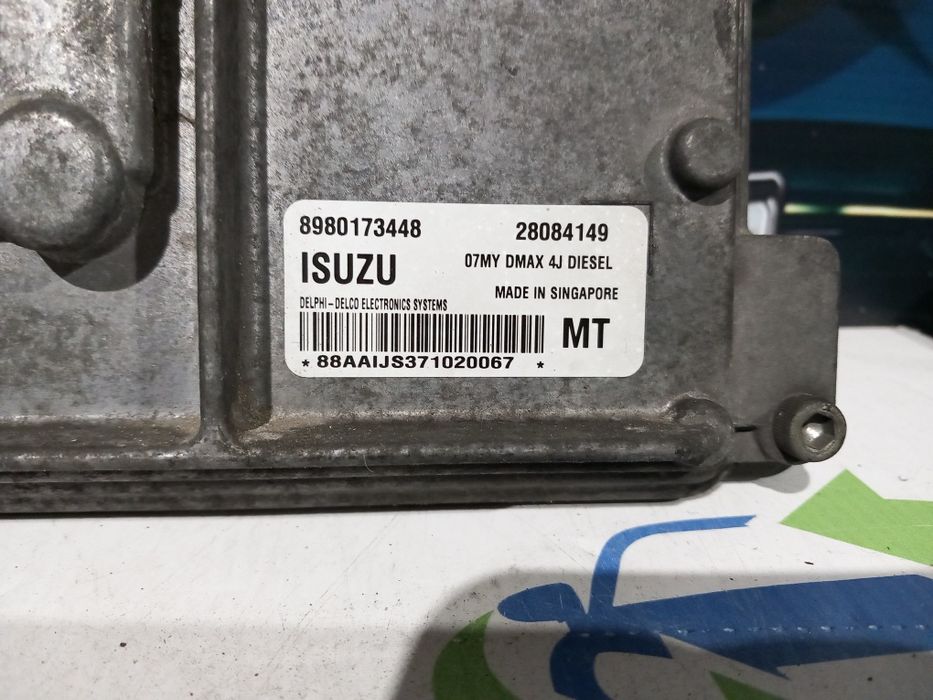 8980173448 28084149
ISUZU 07MY DMAX 4J DIESEL
DELPHI-DELCO ELECTRONICS SYSTEMS MADE IN SINGAPORE
MT
* 88AAIJS371020067 *